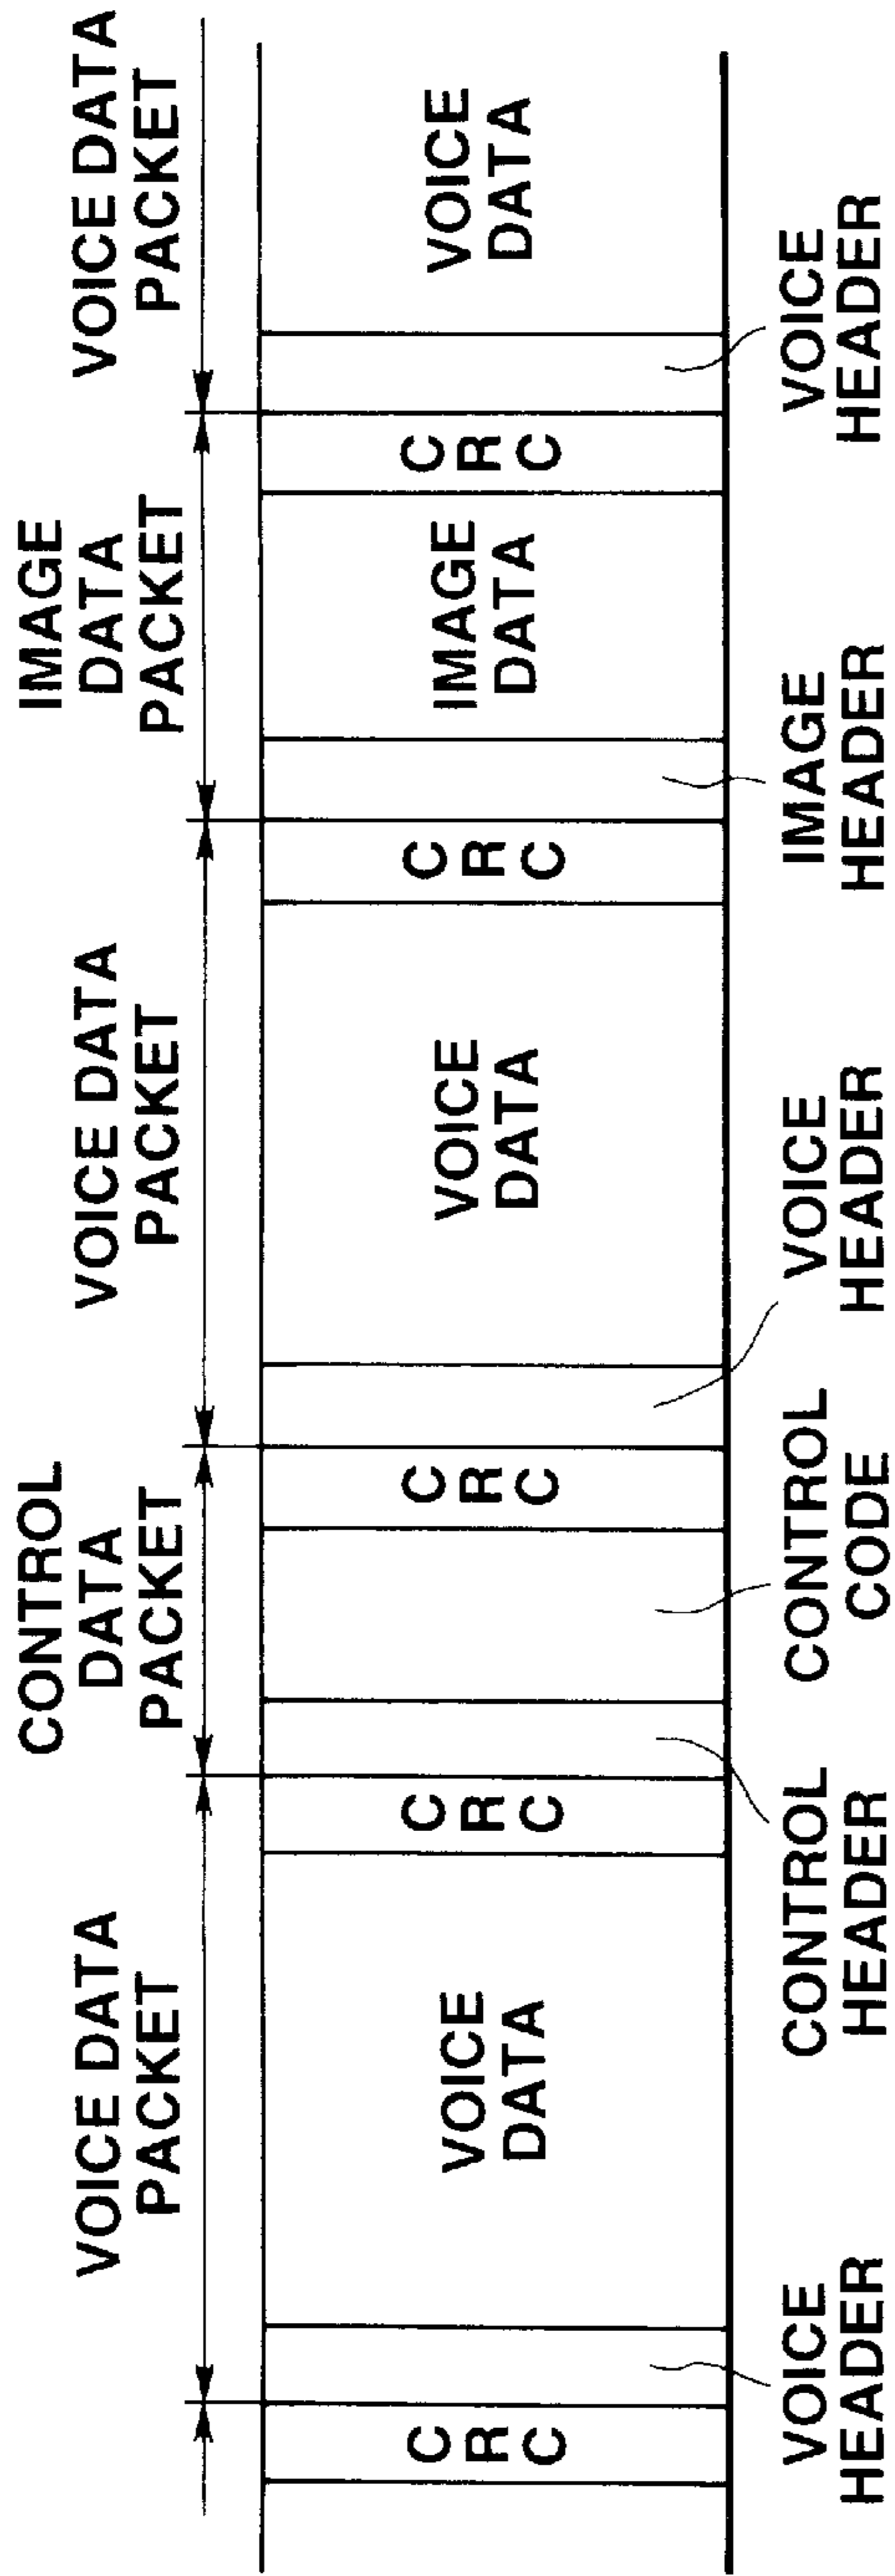 VOICE DATA
PACKET
CONTROL
DATA
PACKET
VOICE DATA
PACKET
IMAGE
DATA
PACKET
VOICE DATA
PACKET
C
R
C
VOICE
DATA
C
R
C
C
R
C
VOICE
DATA
C
R
C
IMAGE
DATA
C
R
C
VOICE
DATA
VOICE
HEADER
CONTROL
HEADER
CONTROL
CODE
VOICE
HEADER
IMAGE
HEADER
VOICE
HEADER